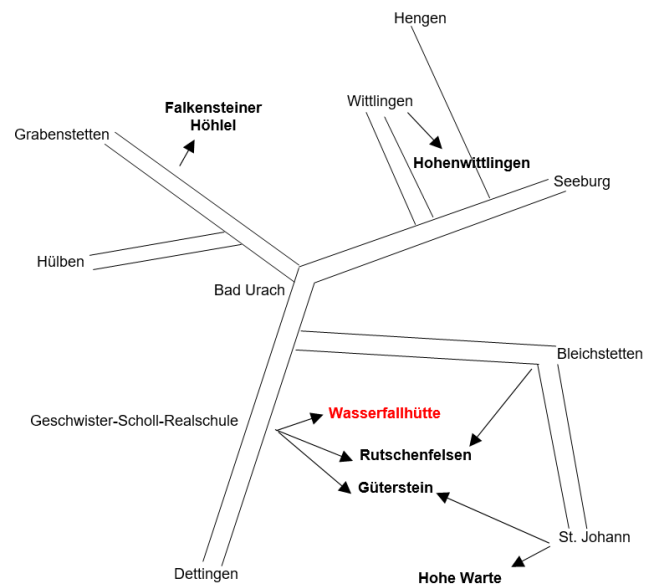 Hengen
Wittlingen
Falkensteiner
Höhlel
Grabenstetten
Hohenwittlingen
Seeburg
Hülben
Bad Urach
Bleichstetten
Wasserfallhütte
Geschwister-Scholl-Realschule
Rutschenfelsen
Güterstein
St. Johann
Dettingen
Hohe Warte